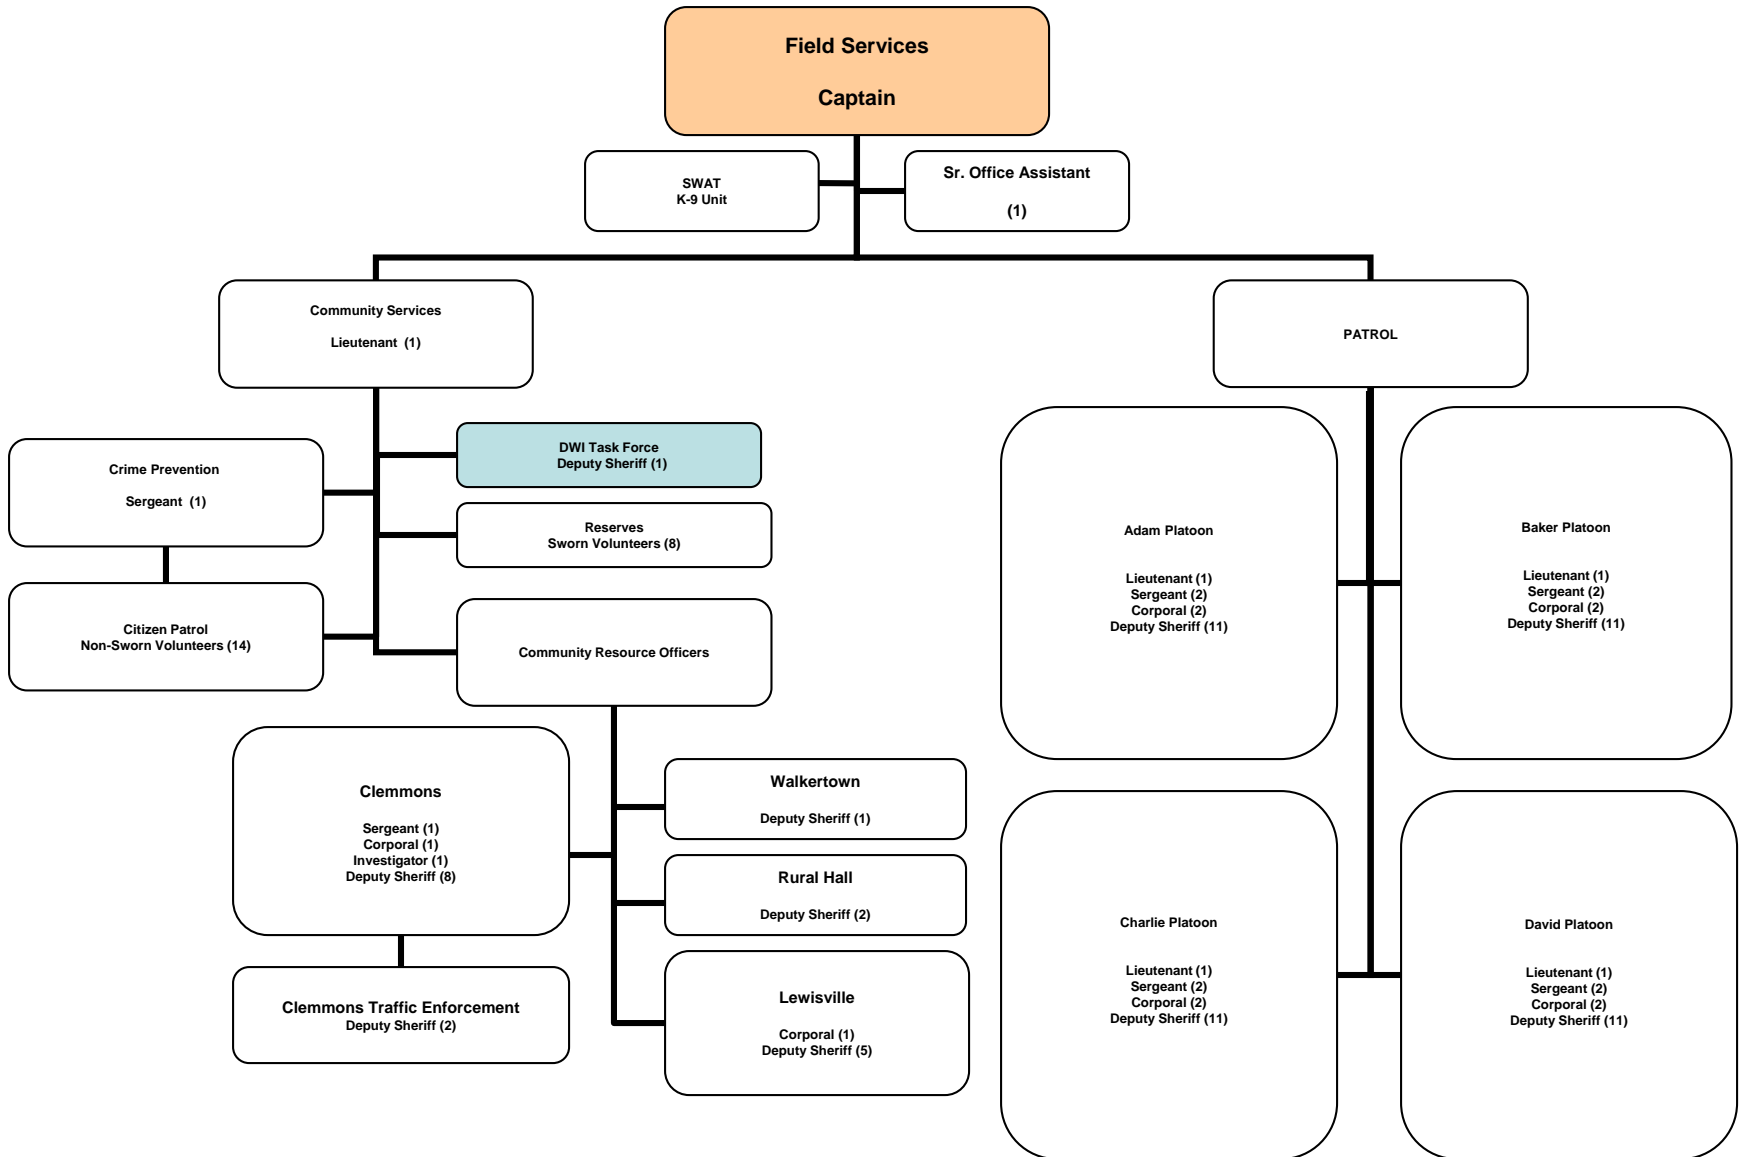 Field Services
Captain
SWAT
K-9 Unit
Sr. Office Assistant
(1)
Community Services
Lieutenant (1)
PATROL
Crime Prevention
Sergeant (1)
DWI Task Force
Deputy Sheriff (1)
Reserves
Sworn Volunteers (8)
Citizen Patrol
Non-Sworn Volunteers (14)
Community Resource Officers
Adam Platoon
Lieutenant (1)
Sergeant (2)
Corporal (2)
Deputy Sheriff (11)
Baker Platoon
Lieutenant (1)
Sergeant (2)
Corporal (2)
Deputy Sheriff (11)
Clemmons
Sergeant (1)
Corporal (1)
Investigator (1)
Deputy Sheriff (8)
Walkertown
Deputy Sheriff (1)
Rural Hall
Deputy Sheriff (2)
Clemmons Traffic Enforcement
Deputy Sheriff (2)
Lewisville
Corporal (1)
Deputy Sheriff (5)
Charlie Platoon
Lieutenant (1)
Sergeant (2)
Corporal (2)
Deputy Sheriff (11)
David Platoon
Lieutenant (1)
Sergeant (2)
Corporal (2)
Deputy Sheriff (11)